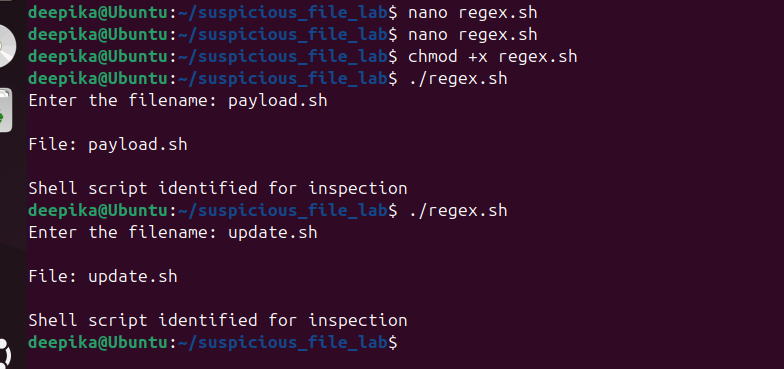 deepika@Ubuntu:~/suspicious_file_lab$ nano regex.sh
deepika@Ubuntu:~/suspicious_file_lab$ nano regex.sh
deepika@Ubuntu:~/suspicious_file_lab$ chmod +x regex.sh
deepika@Ubuntu:~/suspicious_file_lab$ ./regex.sh
Enter the filename: payload.sh
File: payload.sh
Shell script identified for inspection
deepika@Ubuntu:~/suspicious_file_lab$ ./regex.sh
Enter the filename: update.sh
File: update.sh
Shell script identified for inspection
deepika@Ubuntu:~/suspicious_file_lab$